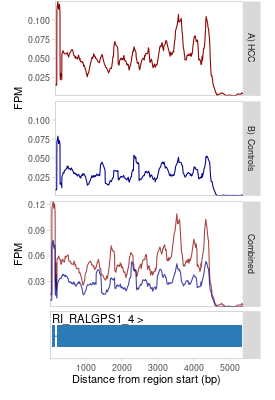 0.100
0.075
0.050
0.025
A) HCC
FPM
0.100
0.075
0.050
0.025
B). Controls
0.12
0.09
0.06
0.03
FPM
Combined
RI_RALGPS1_4 >
1000 2000 3000 4000 5000
Distance from region start (bp)